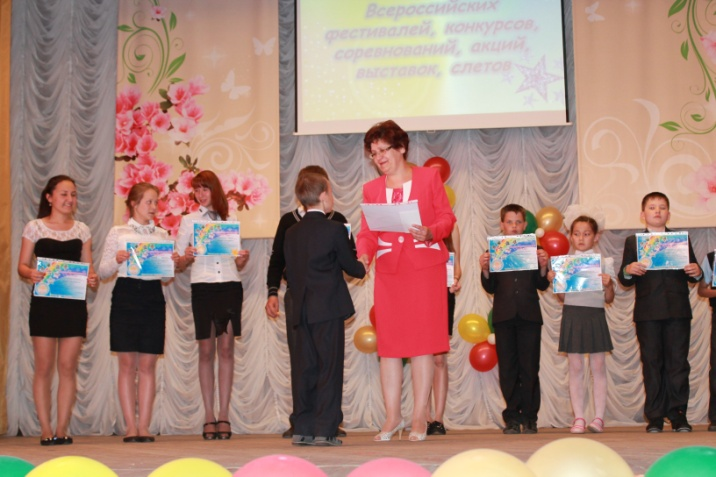 Всероссийских
фестивалей, конкурсов,
соревнований, акций,
выставок, слетов